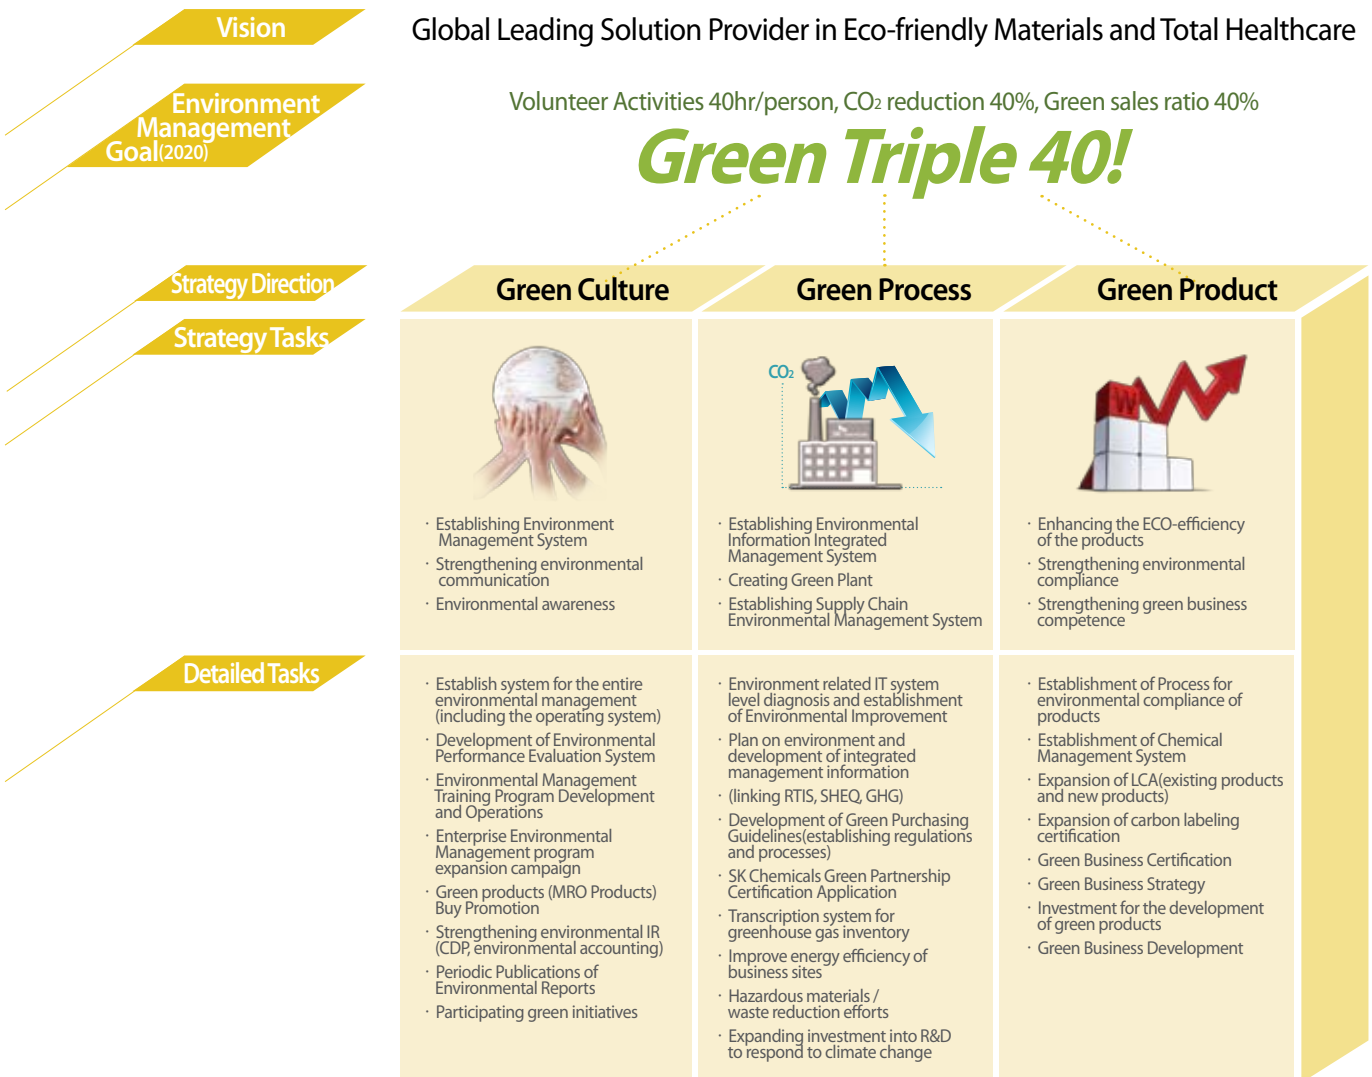 Vision
Global Leading Solution Provider in Eco-friendly Materials and Total Healthcare
Environment
Management
Goal(2020)
Volunteer Activities 40hr/person, CO2 reduction 40%, Green sales ratio 40%
Green Triple 40!
Strategy Direction
Green Culture
Green Process
Green Product
Strategy Tasks
CO2
W
· Establishing Environment
Management System
· Strengthening environmental
communication
· Environmental awareness
· Establishing Environmental
Information Integrated
Management System
· Creating Green Plant
· Establishing Supply Chain
Environmental Management System
· Enhancing the ECO-efficiency
of the products
· Strengthening environmental
compliance
· Strengthening green business
competence
Detailed Tasks
· Establish system for the entire
environmental management
(including the operating system)
· Development of Environmental
Performance Evaluation System
· Environmental Management
Training Program Development
and Operations
· Enterprise Environmental
Management program
expansion campaign
· Green products (MRO Products)
Buy Promotion
· Strengthening environmental IR
(CDP, environmental accounting)
· Periodic Publications of
Environmental Reports
· Participating green initiatives
· Environment related IT system
level diagnosis and establishment
of Environmental Improvement
· Plan on environment and
development of integrated
management information
· (linking RTIS, SHEQ, GHG)
· Development of Green Purchasing
Guidelines(establishing regulations
and processes)
· SK Chemicals Green Partnership
Certification Application
· Transcription system for
greenhouse gas inventory
· Improve energy efficiency of
business sites
· Hazardous materials /
waste reduction efforts
· Expanding investment into R&D
to respond to climate change
· Establishment of Process for
environmental compliance of
products
· Establishment of Chemical
Management System
· Expansion of LCA(existing products
and new products)
· Expansion of carbon labeling
certification
· Green Business Certification
· Green Business Strategy
· Investment for the development
of green products
· Green Business Development